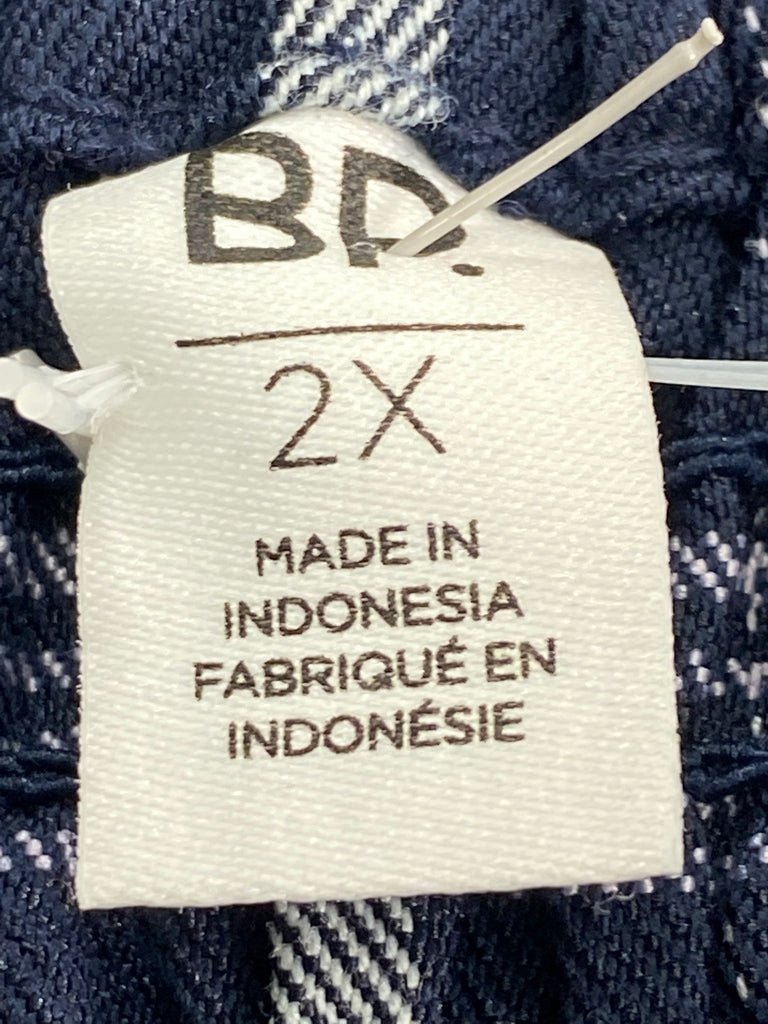 BP.
2X
MADE IN
INDONESIA
FABRIQUÉ EN
INDONÉSIE